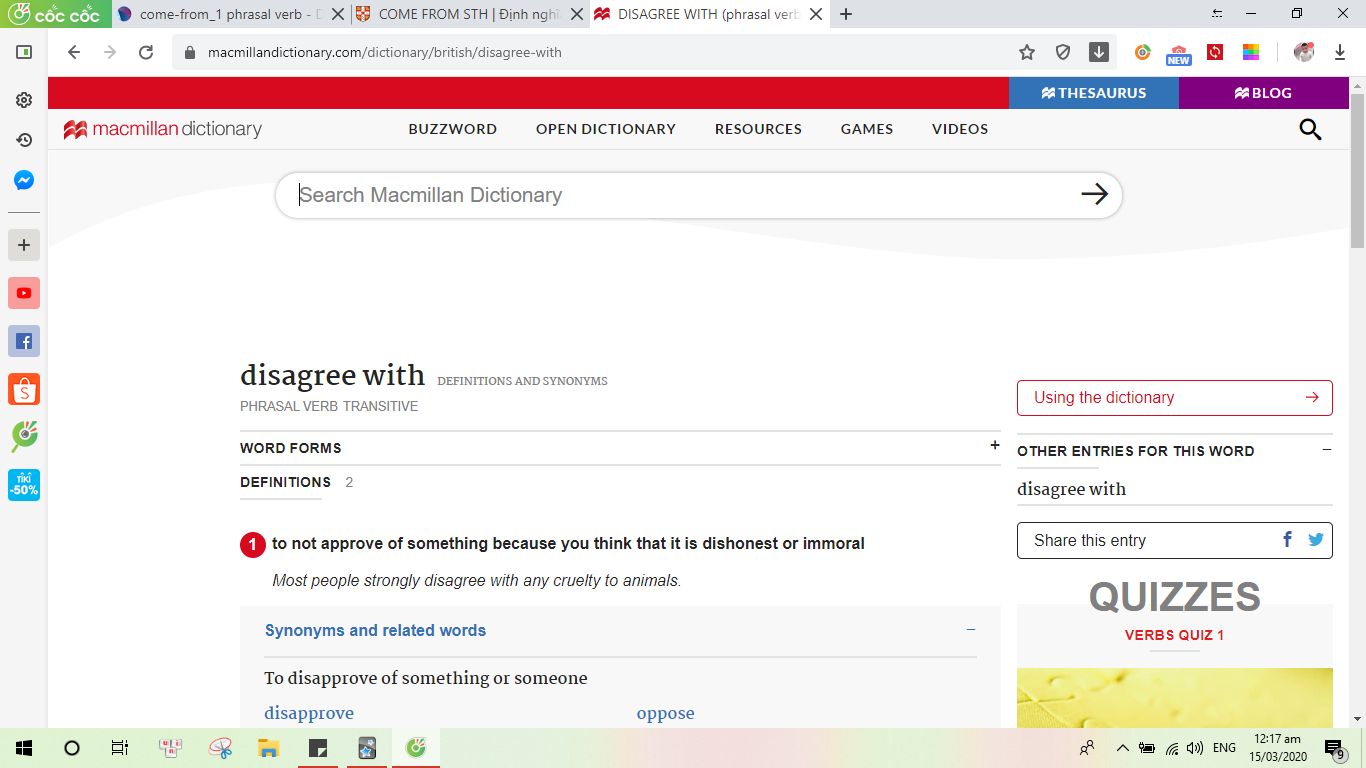 cốc cốc
come-from_1 phrasal verb - D
COME FROM STH | Định nghĩ
DISAGREE WITH (phrasal verb
macmillandictionary.com/dictionary/british/disagree-with
NEW
THESAURUS
BLOG
macmillan dictionary
BUZZWORD
OPEN DICTIONARY
RESOURCES
GAMES
VIDEOS
Search Macmillan Dictionary
disagree with DEFINITIONS AND SYNONYMS
PHRASAL VERB TRANSITIVE
WORD FORMS
+
DEFINITIONS 2
1 to not approve of something because you think that it is dishonest or immoral
Most people strongly disagree with any cruelty to animals.
Synonyms and related words
−
To disapprove of something or someone
disapprove
oppose
Using the dictionary
OTHER ENTRIES FOR THIS WORD
−
disagree with
Share this entry
QUIZZES
VERBS QUIZ 1
TIKI
-50%
ENG
12:17 am
15/03/2020
9